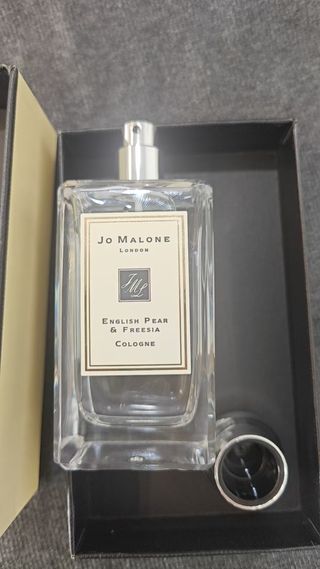 JO MALONE
LONDON
JML
ENGLISH PEAR
& FREESIA
COLOGNE